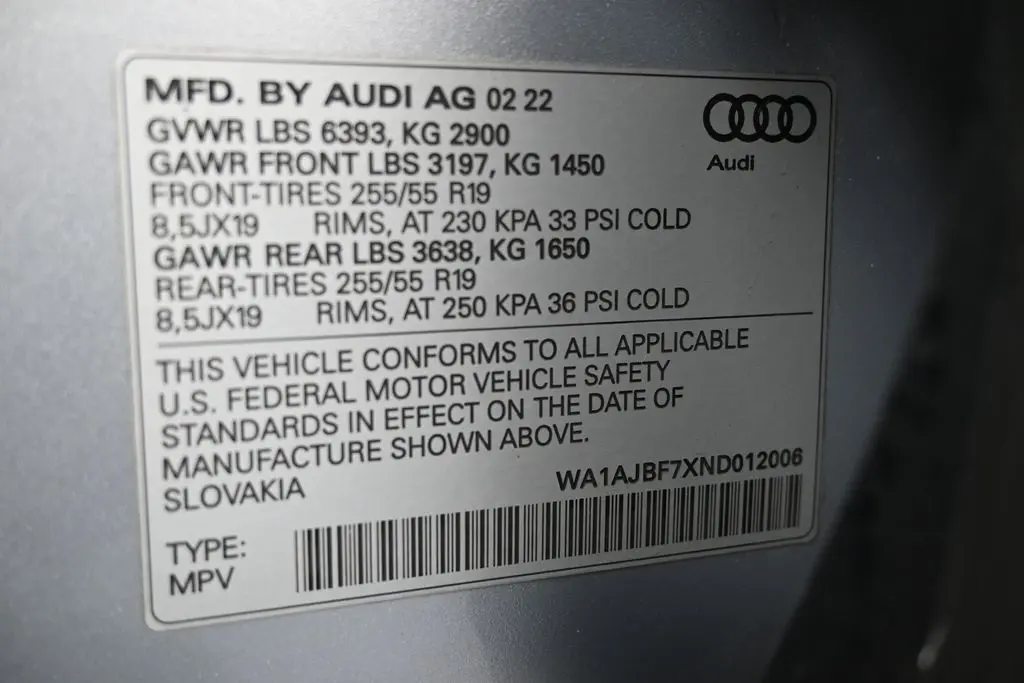 MFD. BY AUDI AG 02 22
GVWR LBS 6393, KG 2900
GAWR FRONT LBS 3197, KG 1450
FRONT-TIRES 255/55 R19
8,5JX19 RIMS, AT 230 KPA 33 PSI COLD
GAWR REAR LBS 3638, KG 1650
REAR-TIRES 255/55 R19
8,5JX19 RIMS, AT 250 KPA 36 PSI COLD
Audi
THIS VEHICLE CONFORMS TO ALL APPLICABLE
U.S. FEDERAL MOTOR VEHICLE SAFETY
STANDARDS IN EFFECT ON THE DATE OF
MANUFACTURE SHOWN ABOVE.
SLOVAKIA
WA1AJBF7XND012006
TYPE:
MPV